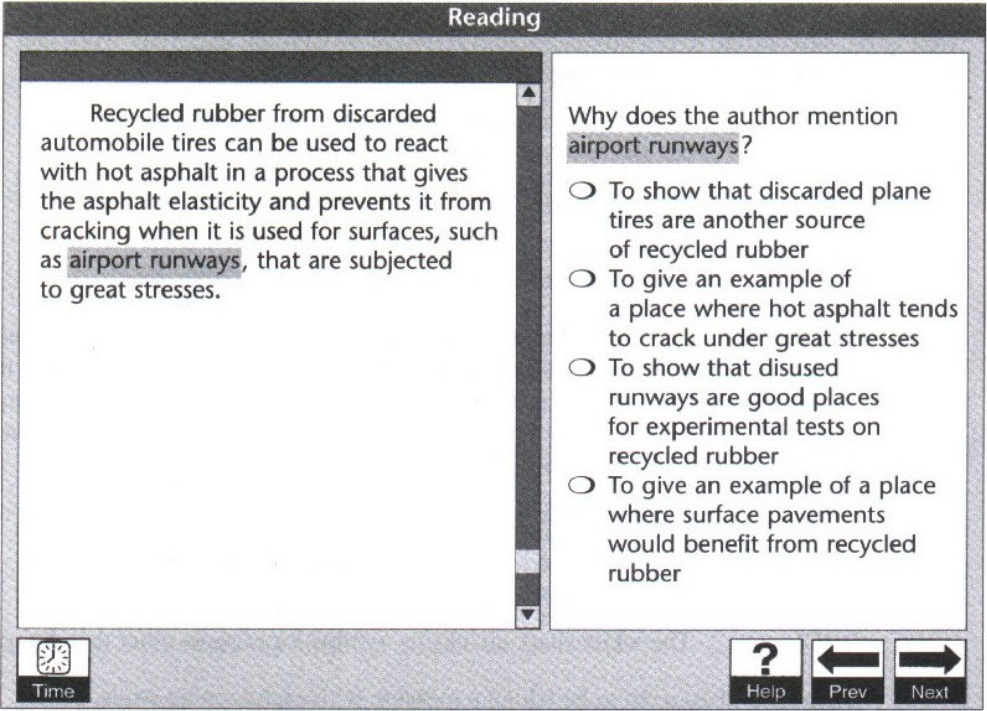 Reading
Recycled rubber from discarded
automobile tires can be used to react
with hot asphalt in a process that gives
the asphalt elasticity and prevents it from
cracking when it is used for surfaces, such
as airport runways, that are subjected
to great stresses.
Why does the author mention
airport runways?
To show that discarded plane
tires are another source
of recycled rubber
To give an example of
a place where hot asphalt tends
to crack under great stresses
To show that disused
runways are good places
for experimental tests on
recycled rubber
To give an example of a place
where surface pavements
would benefit from recycled
rubber
Time
?
Help
Prev
Next